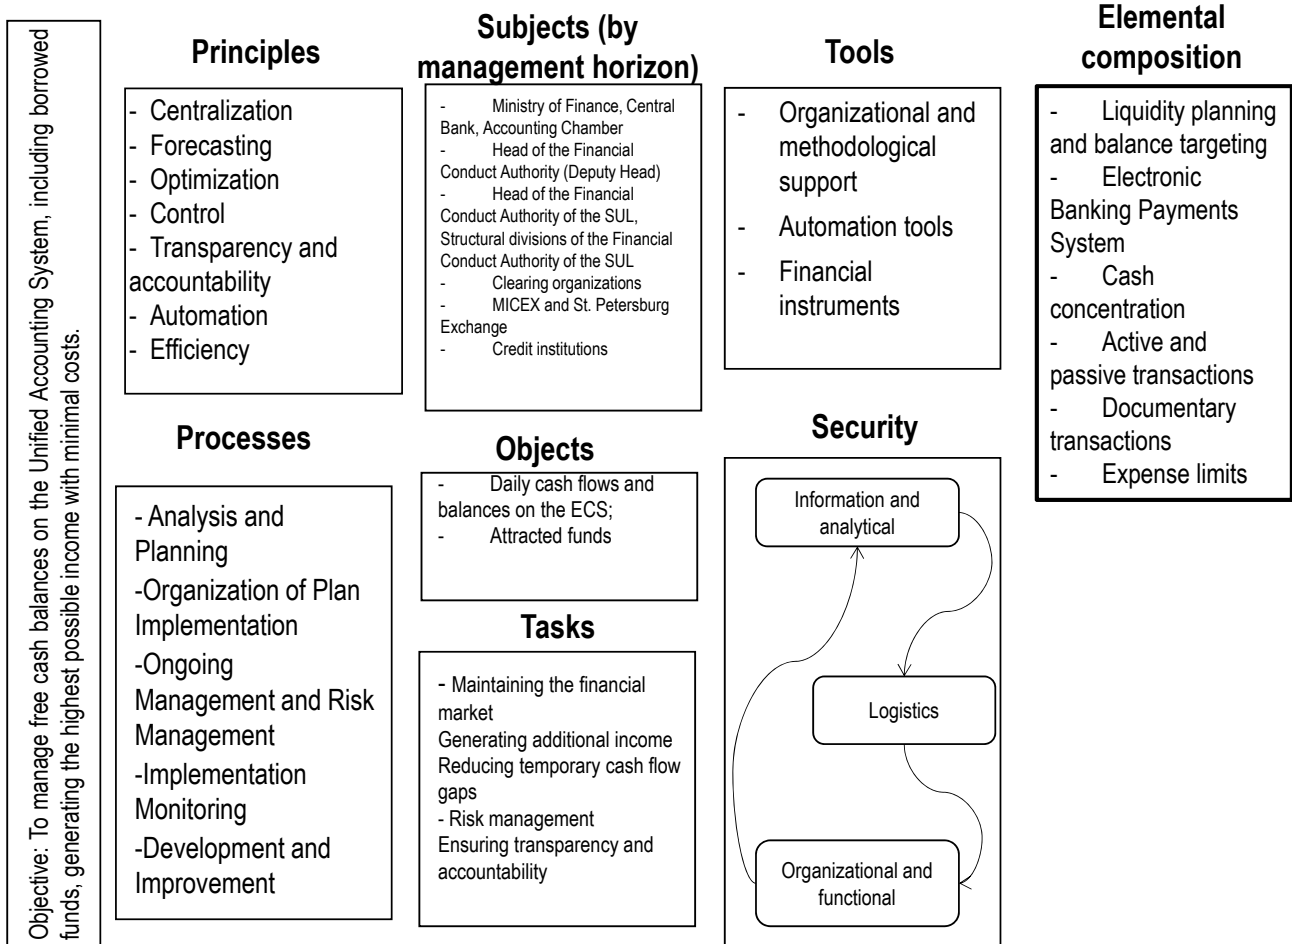 Objective: To manage free cash balances on the Unified Accounting System, including borrowed
funds, generating the highest possible income with minimal costs.
Principles
- Centralization
- Forecasting
- Optimization
- Control
- Transparency and
accountability
- Automation
- Efficiency
Subjects (by
management horizon)
- Ministry of Finance, Central
Bank, Accounting Chamber
- Head of the Financial
Conduct Authority (Deputy Head)
- Head of the Financial
Conduct Authority of the SUL,
Structural divisions of the Financial
Conduct Authority of the SUL
- Clearing organizations
- MICEX and St. Petersburg
Exchange
- Credit institutions
Tools
- Organizational and
methodological
support
- Automation tools
- Financial
instruments
Elemental
composition
- Liquidity planning
and balance targeting
- Electronic
Banking Payments
System
- Cash
concentration
- Active and
passive transactions
- Documentary
transactions
- Expense limits
Processes
- Analysis and
Planning
-Organization of Plan
Implementation
-Ongoing
Management and Risk
Management
-Implementation
Monitoring
-Development and
Improvement
Objects
- Daily cash flows and
balances on the ECS;
- Attracted funds
Tasks
- Maintaining the financial
market
Generating additional income
Reducing temporary cash flow
gaps
- Risk management
Ensuring transparency and
accountability
Security
Information and
analytical
Logistics
Organizational and
functional